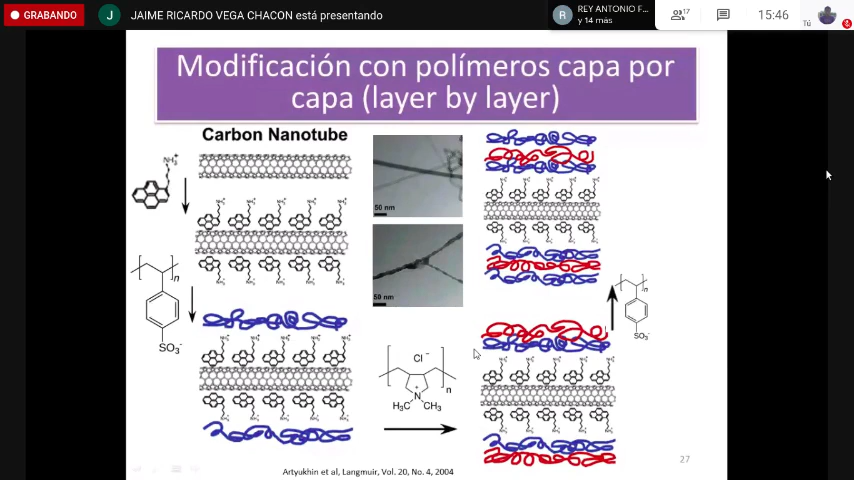 GRABANDO
J
JAIME RICARDO VEGA CHACON está presentando
R
REY ANTONIO F...
y 14 más
17
15:46
Tú
Modificación con polímeros capa por
capa (layer by layer)
Carbon Nanotube
NH₃⁺
50 nm
n
SO₃⁻
50 nm
n
SO₃⁻
Cl⁻
n
N⁺
H₃C
CH₃
27
Artyukhin et al, Langmuir, Vol. 20, No. 4, 2004